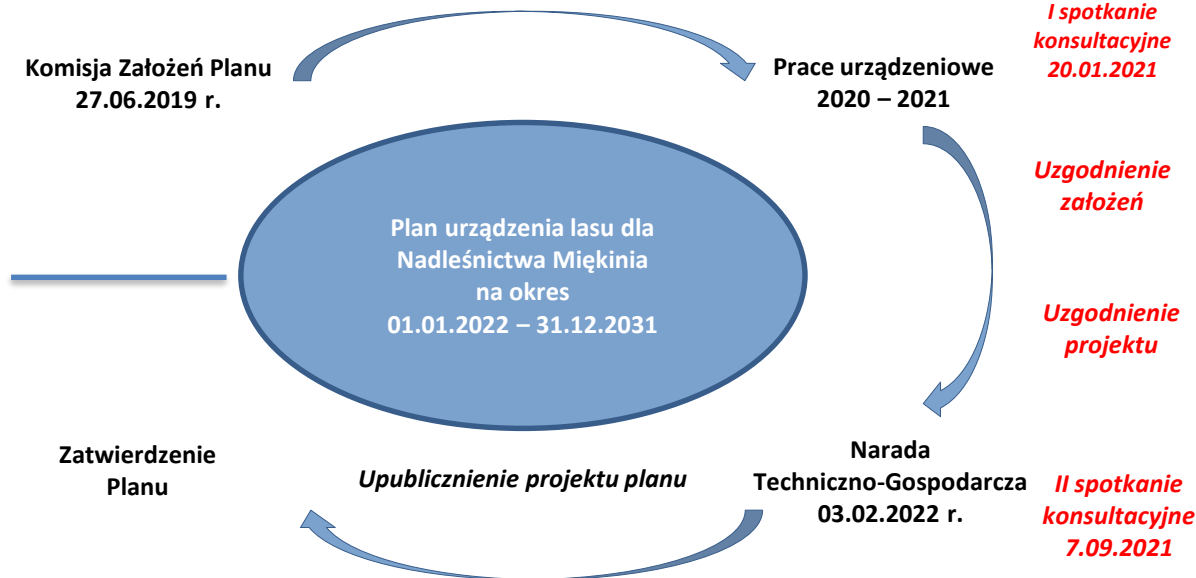 Komisja Założeń Planu
27.06.2019 r.
Prace urządzeniowe
2020 – 2021
I spotkanie
konsultacyjne
20.01.2021
Uzgodnienie
założeń
Plan urządzenia lasu dla
Nadleśnictwa Miękinia
na okres
01.01.2022 – 31.12.2031
Uzgodnienie
projektu
Zatwierdzenie
Planu
Upublicznienie projektu planu
Narada
Techniczno-Gospodarcza
03.02.2022 r.
II spotkanie
konsultacyjne
7.09.2021